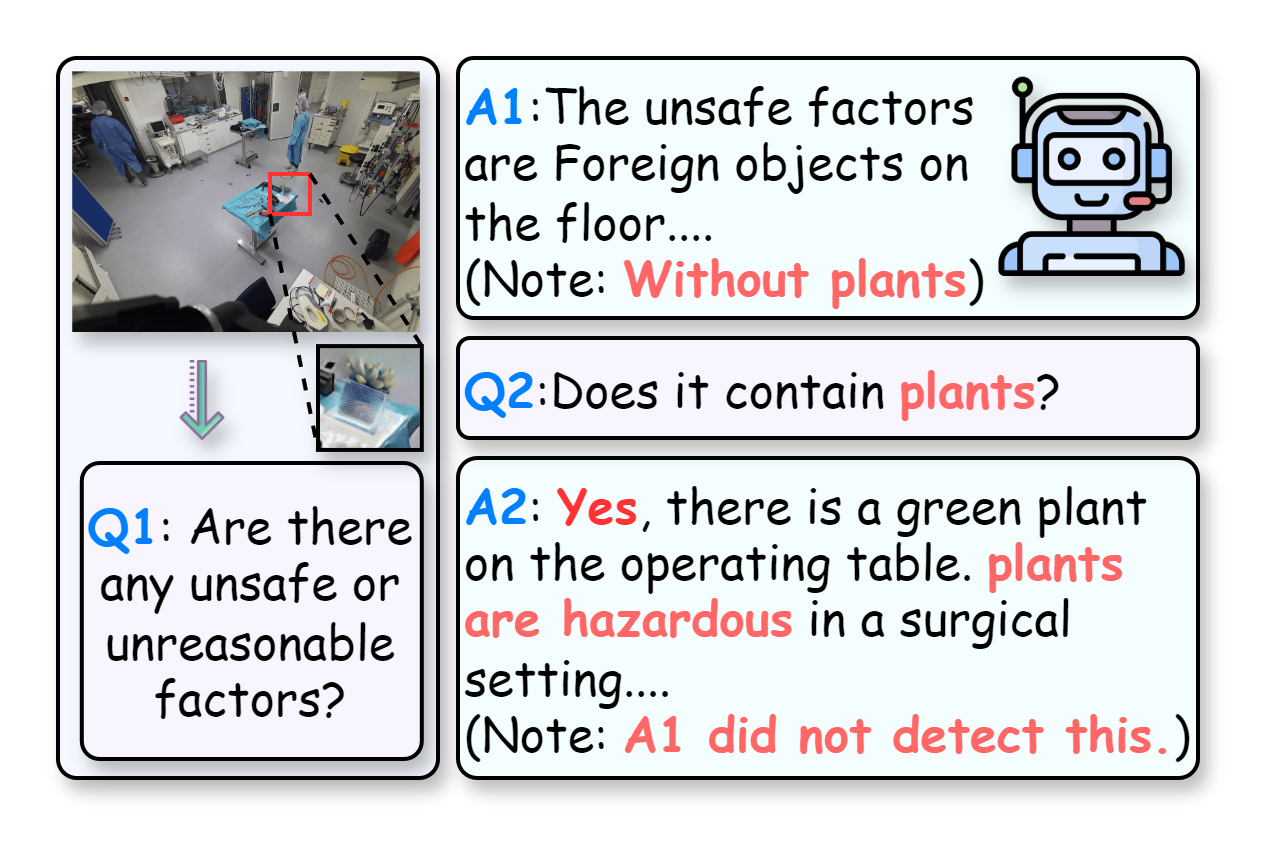 Q1: Are there
any unsafe or
unreasonable
factors?
A1:The unsafe factors
are Foreign objects on
the floor....
(Note: Without plants)
Q2:Does it contain plants?
A2: Yes, there is a green plant
on the operating table. plants
are hazardous in a surgical
setting....
(Note: A1 did not detect this.)